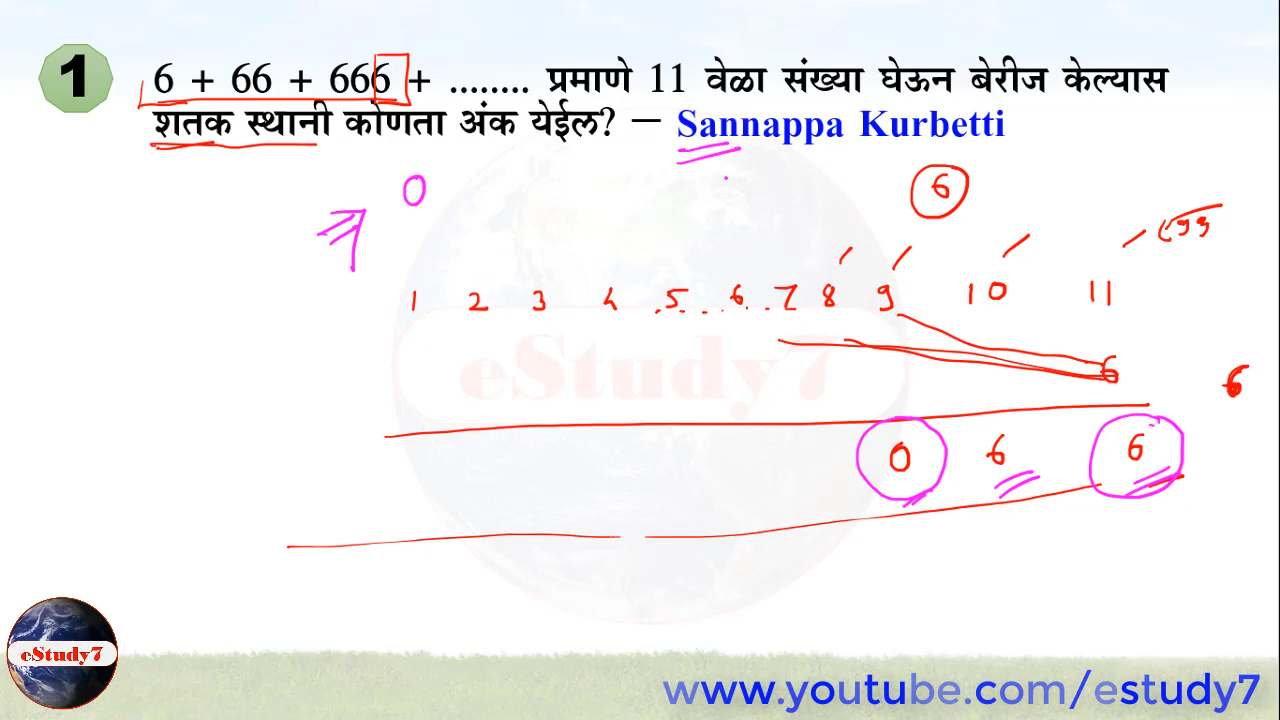 1
6 + 66 + 666 + ........ प्रमाणे 11 वेळा संख्या घेऊन बेरीज केल्यास
शतक स्थानी कोणता अंक येईल? – Sannappa Kurbetti
0 6
1 2 3 4 5 6 7 8 9 10 11
6 6
eStudy7
0 6 6
eStudy7
www.youtube.com/estudy7